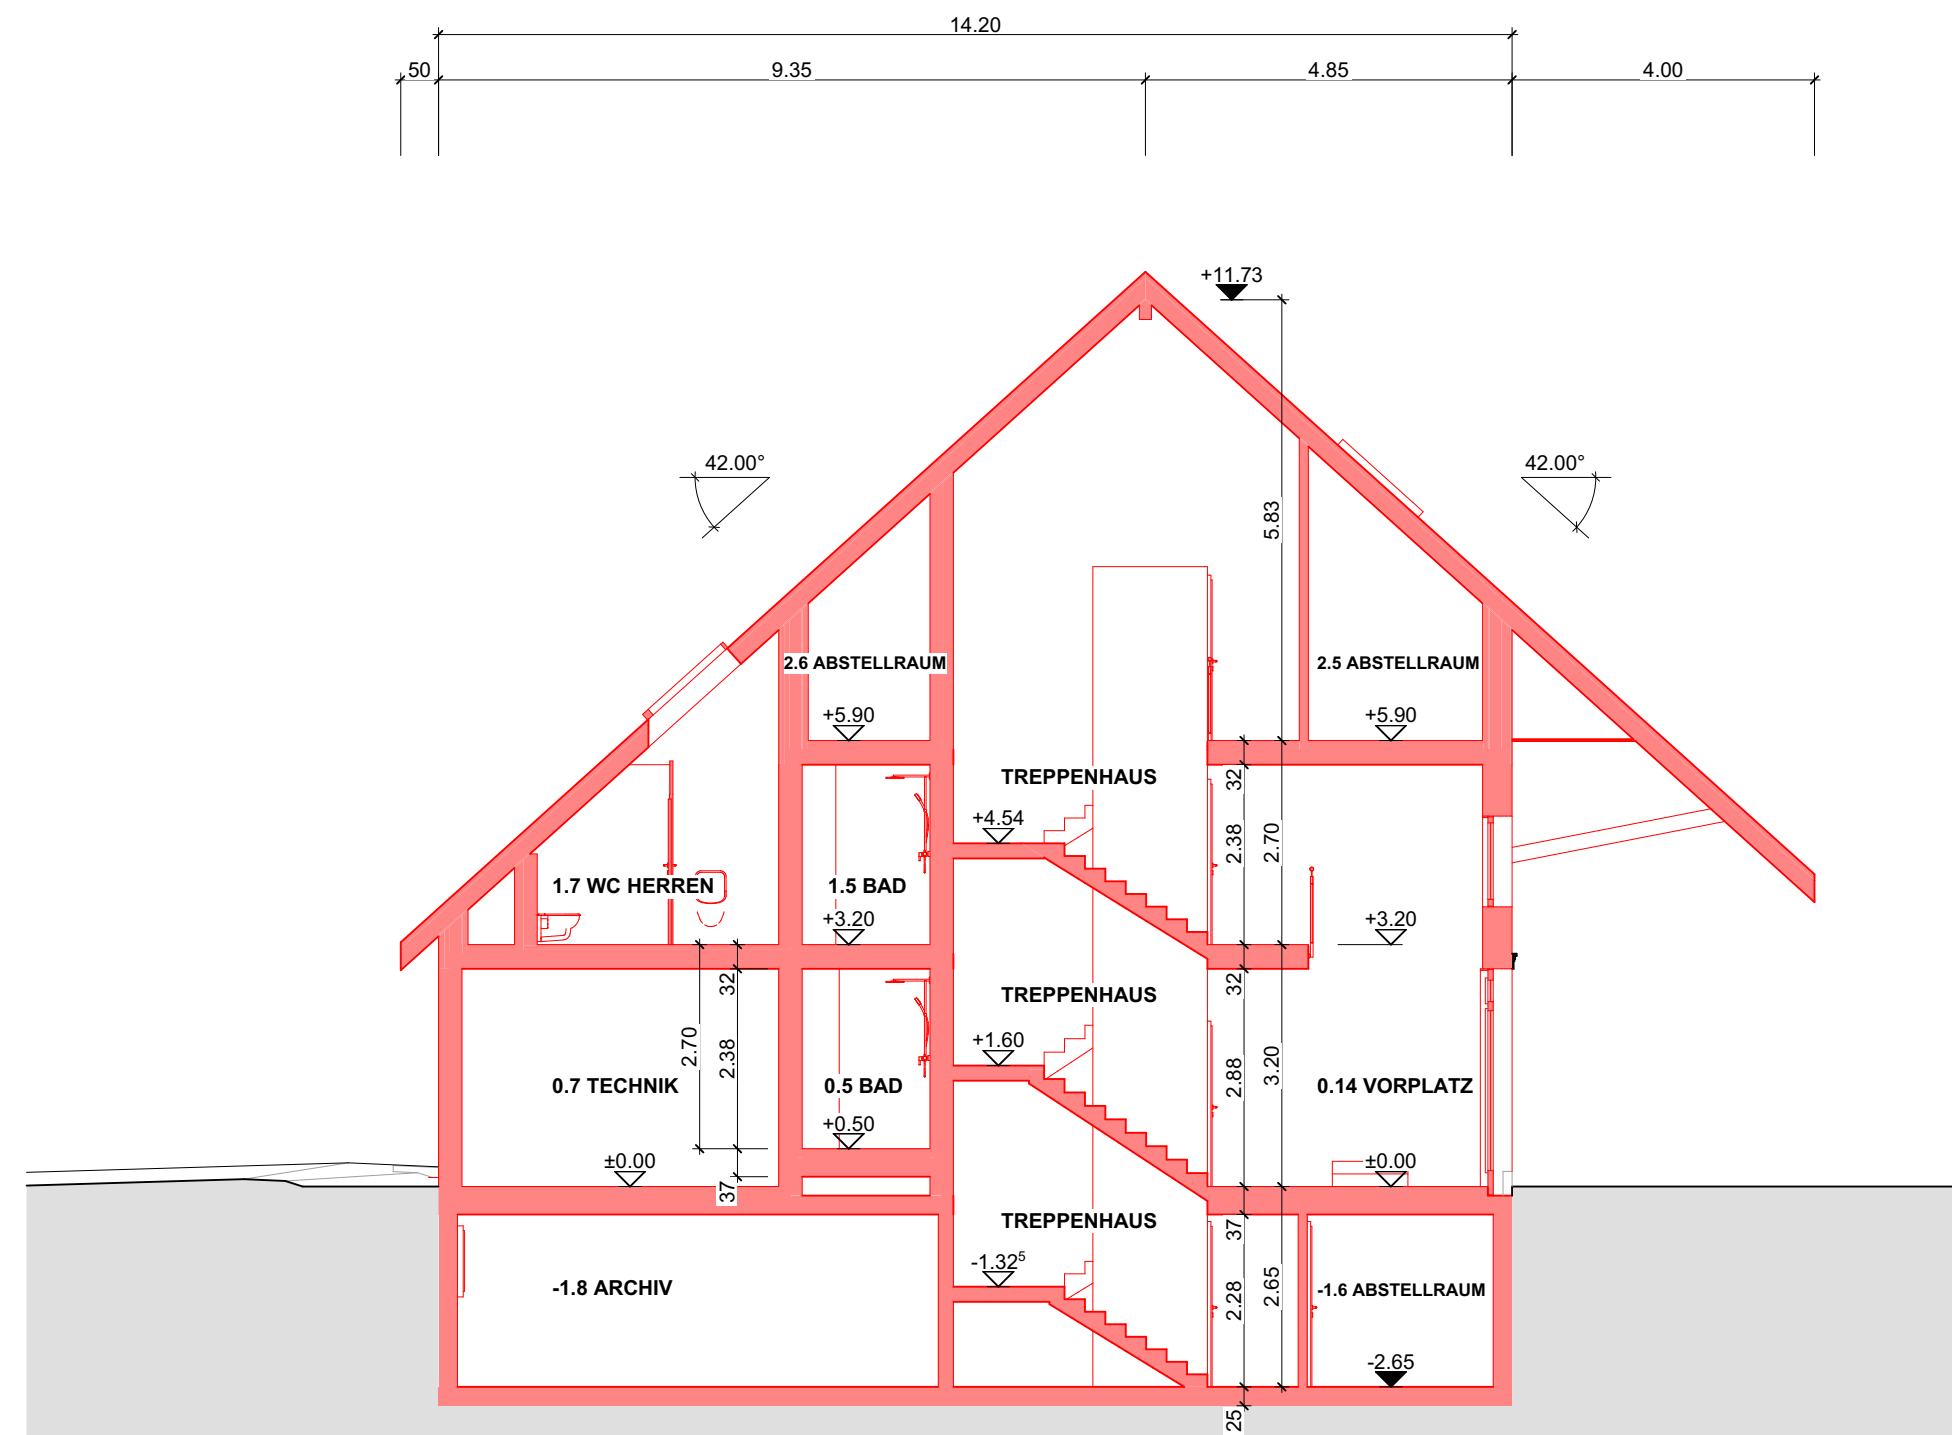 14.20
50
9.35
4.85
4.00
+11.73
42.00°
42.00°
5.83
2.6 ABSTELLRAUM
2.5 ABSTELLRAUM
+5.90
+5.90
TREPPENHAUS
32
+4.54
2.38
2.70
1.7 WC HERREN
1.5 BAD
+3.20
+3.20
32
32
TREPPENHAUS
2.70
2.38
+1.60
2.88
3.20
0.7 TECHNIK
0.5 BAD
0.14 VORPLATZ
+0.50
±0.00
±0.00
37
TREPPENHAUS
37
-1.32⁵
2.28
2.65
-1.8 ARCHIV
-1.6 ABSTELLRAUM
-2.65
25